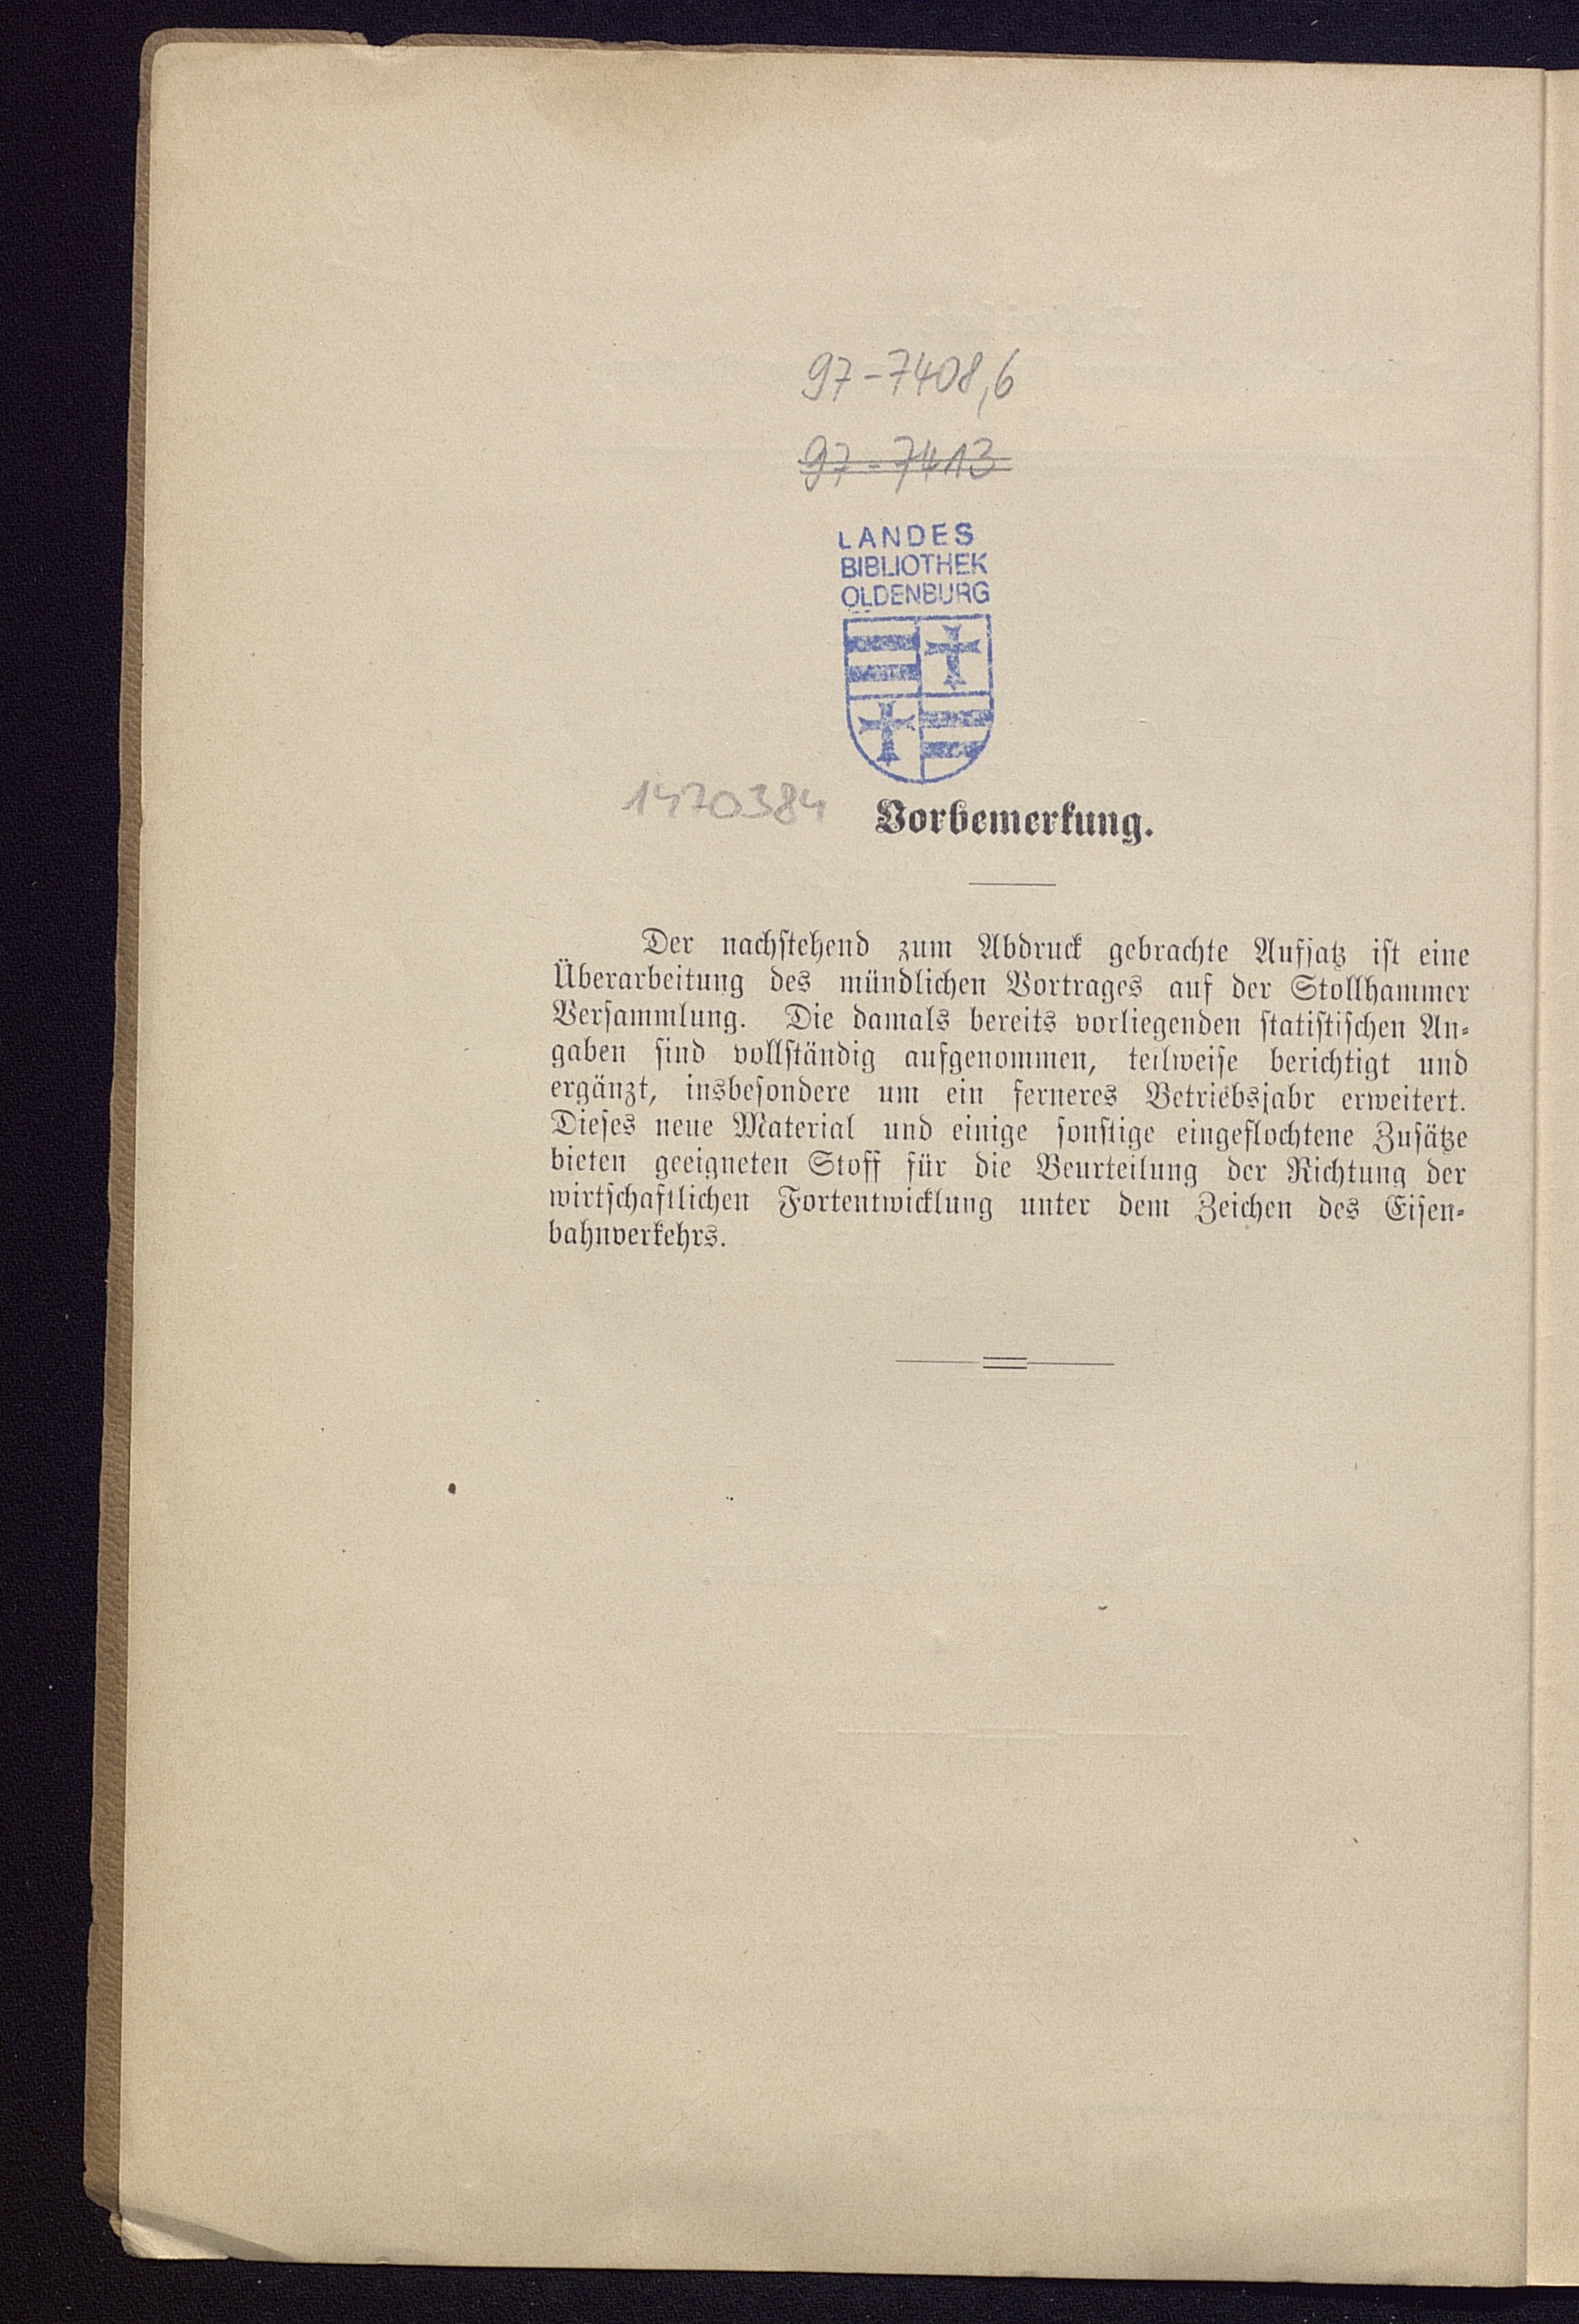 97-7408,6
97-7413
LANDES
BIBLIOTHEK
OLDENBURG
1470384
Vorbemerkung.
Der nachstehend zum Abdruck gebrachte Aufsatz ist eine
Überarbeitung des mündlichen Vortrages auf der Stollhammer
Versammlung. Die damals bereits vorliegenden statistischen An-
gaben sind vollständig aufgenommen, teilweise berichtigt und
ergänzt, insbesondere um ein ferneres Betriebsjahr erweitert.
Dieses neue Material und einige sonstige eingeflochtene Zusätze
bieten geeigneten Stoff für die Beurteilung der Richtung der
wirtschaftlichen Fortentwicklung unter dem Zeichen des Eisen-
bahnverkehrs.